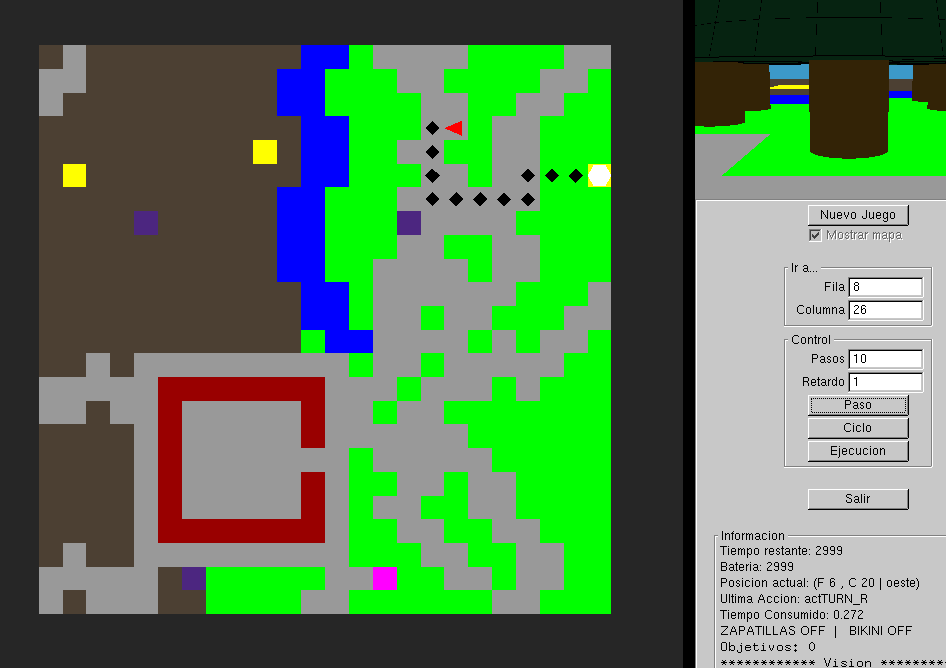 Nuevo Juego
Mostrar mapa
Ir a...
Fila 8
Columna 26
Control
Pasos 10
Retardo 1
Paso
Ciclo
Ejecucion
Salir
Informacion
Tiempo restante: 2999
Bateria: 2999
Posicion actual: (F 6 , C 20 | oeste)
Ultima Accion: actTURN_R
Tiempo Consumido: 0.272
ZAPATILLAS OFF | BIKINI OFF
Objetivos: 0
************ Vision ********